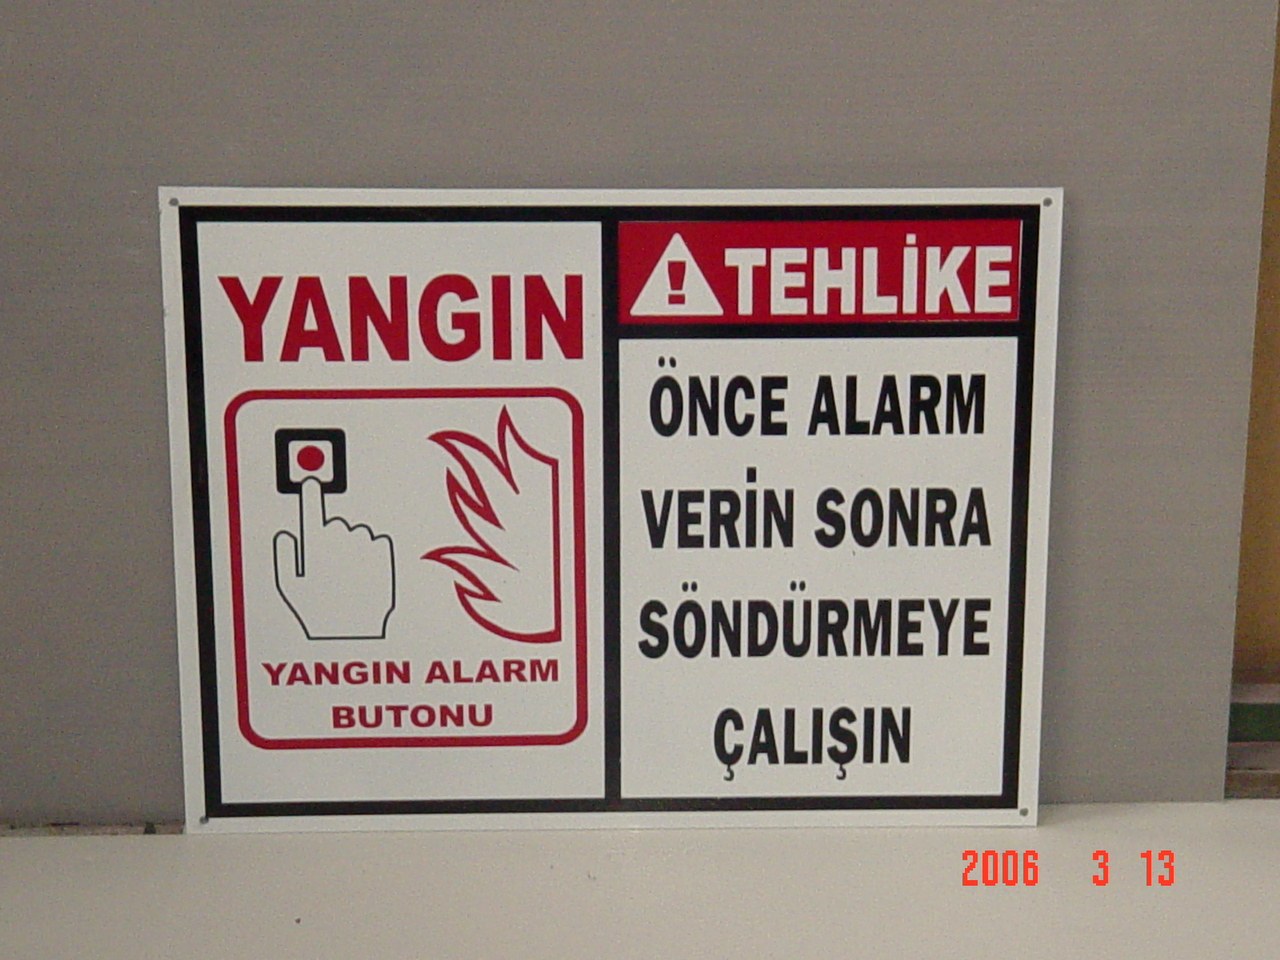 YANGIN
YANGIN ALARM
BUTONU
TEHLİKE
ÖNCE ALARM
VERİN SONRA
SÖNDÜRMEYE
ÇALIŞIN
2006 3 13